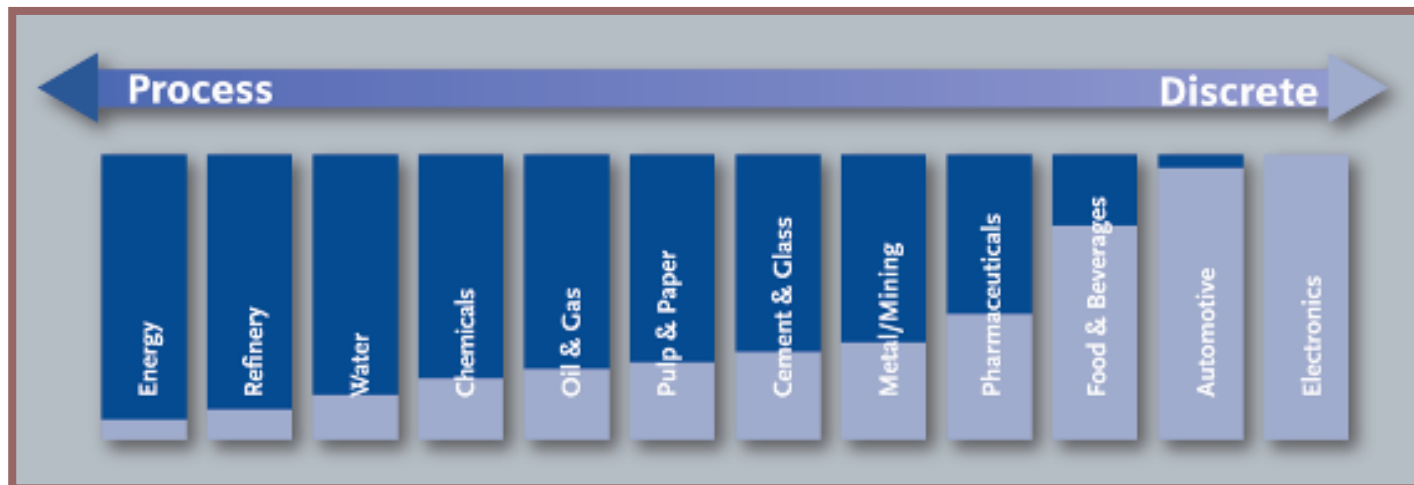 Process
Discrete
Energy
Refinery
Water
Chemicals
Oil & Gas
Pulp & Paper
Cement & Glass
Metal/Mining
Pharmaceuticals
Food & Beverages
Automotive
Electronics